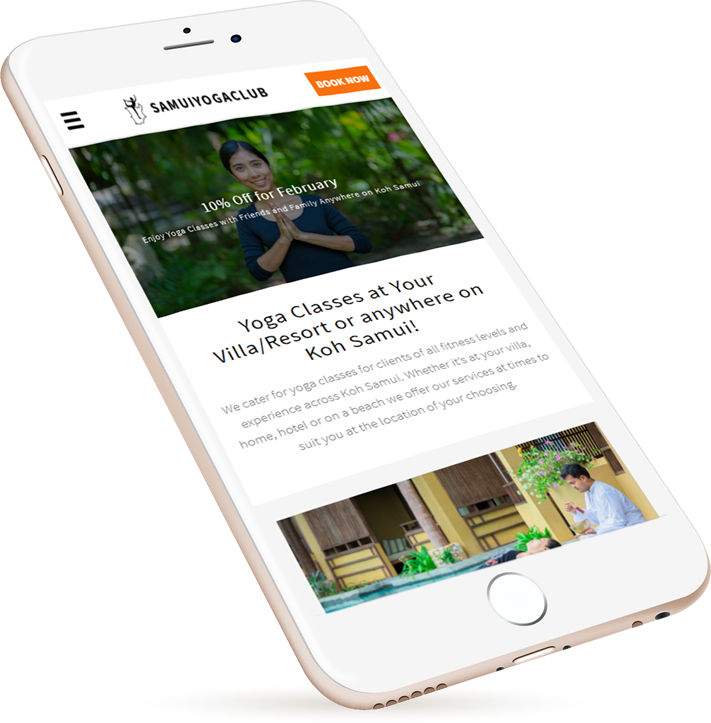 SAMUIYOGACLUB
BOOK NOW
10% Off for February
Enjoy Yoga Classes with Friends and Family Anywhere on Koh Samui
Yoga Classes at Your
Villa/Resort or anywhere on
Koh Samui!
We cater for yoga classes for clients of all fitness levels and
experience across Koh Samui. Whether it's at your villa,
home, hotel or on a beach we offer our services at times to
suit you at the location of your choosing.